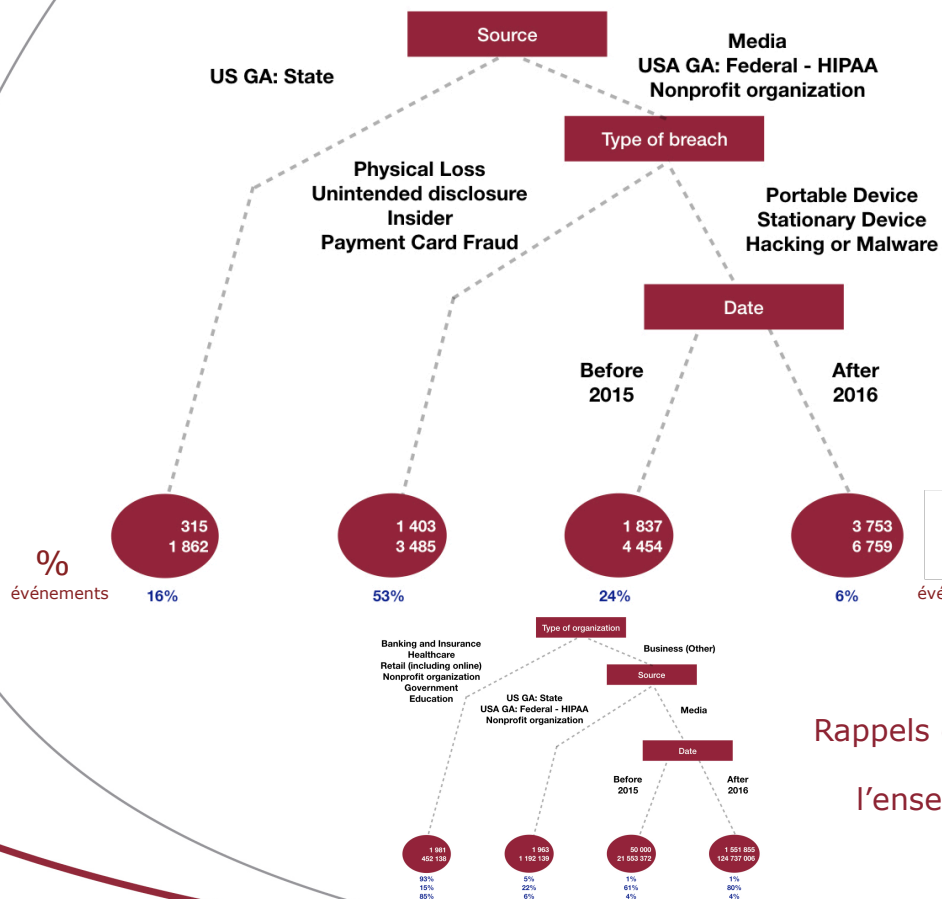 Source
US GA: State
Media
USA GA: Federal - HIPAA
Nonprofit organization
Type of breach
Physical Loss
Unintended disclosure
Insider
Payment Card Fraud
Portable Device
Stationary Device
Hacking or Malware
Date
Before
2015
After
2016
315
1 862
1 403
3 485
1 837
4 454
3 753
6 759
%
événements
16%
53%
24%
6%
évé
Type of organization
Banking and Insurance
Healthcare
Retail (including online)
Nonprofit organization
Government
Education
Business (Other)
Source
US GA: State
USA GA: Federal - HIPAA
Nonprofit organization
Media
Date
Before
2015
After
2016
Rappels
l'ense
1 981
452 138
1 963
1 192 139
50 000
21 553 372
1 551 855
124 737 006
93%
5%
1%
1%
15%
22%
61%
80%
85%
6%
4%
4%